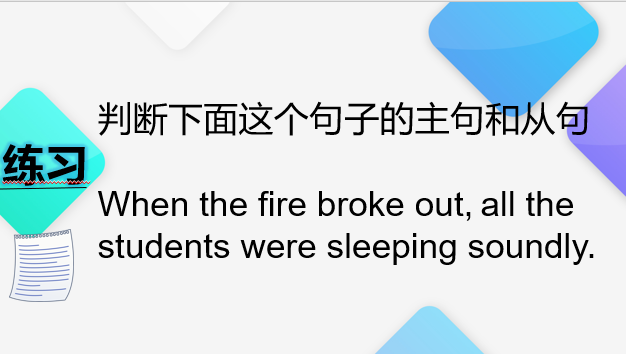 判断下面这个句子的主句和从句
练习
When the fire broke out, all the
students were sleeping soundly.